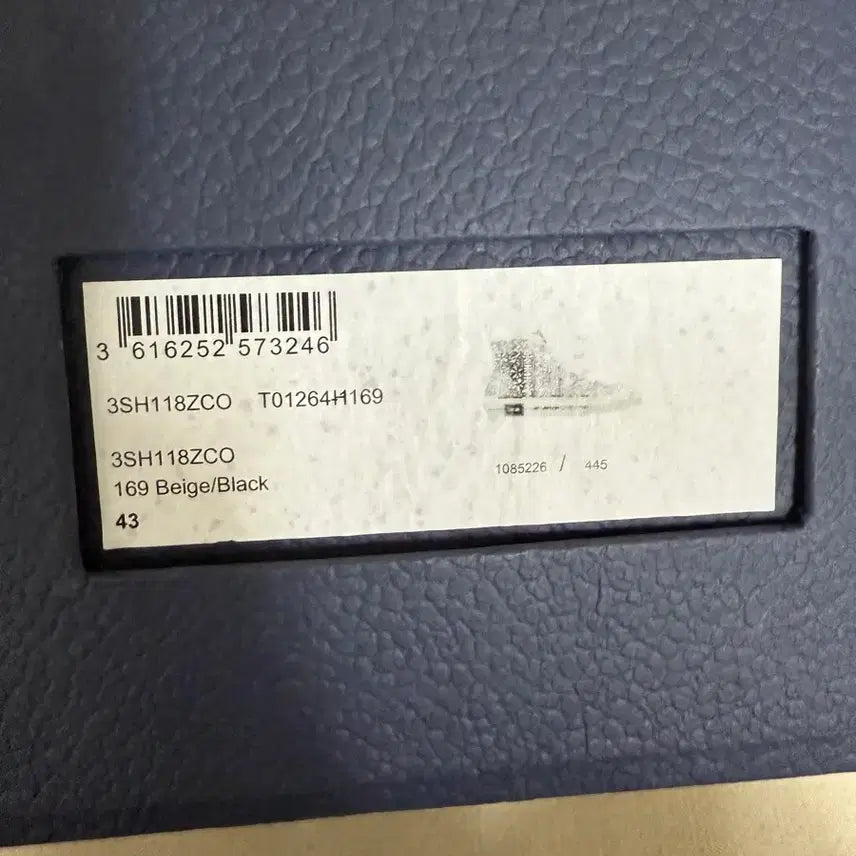 3 616252 573246
3SH118ZCO T01264H169
3SH118ZCO
169 Beige/Black
43
1085226 / 445